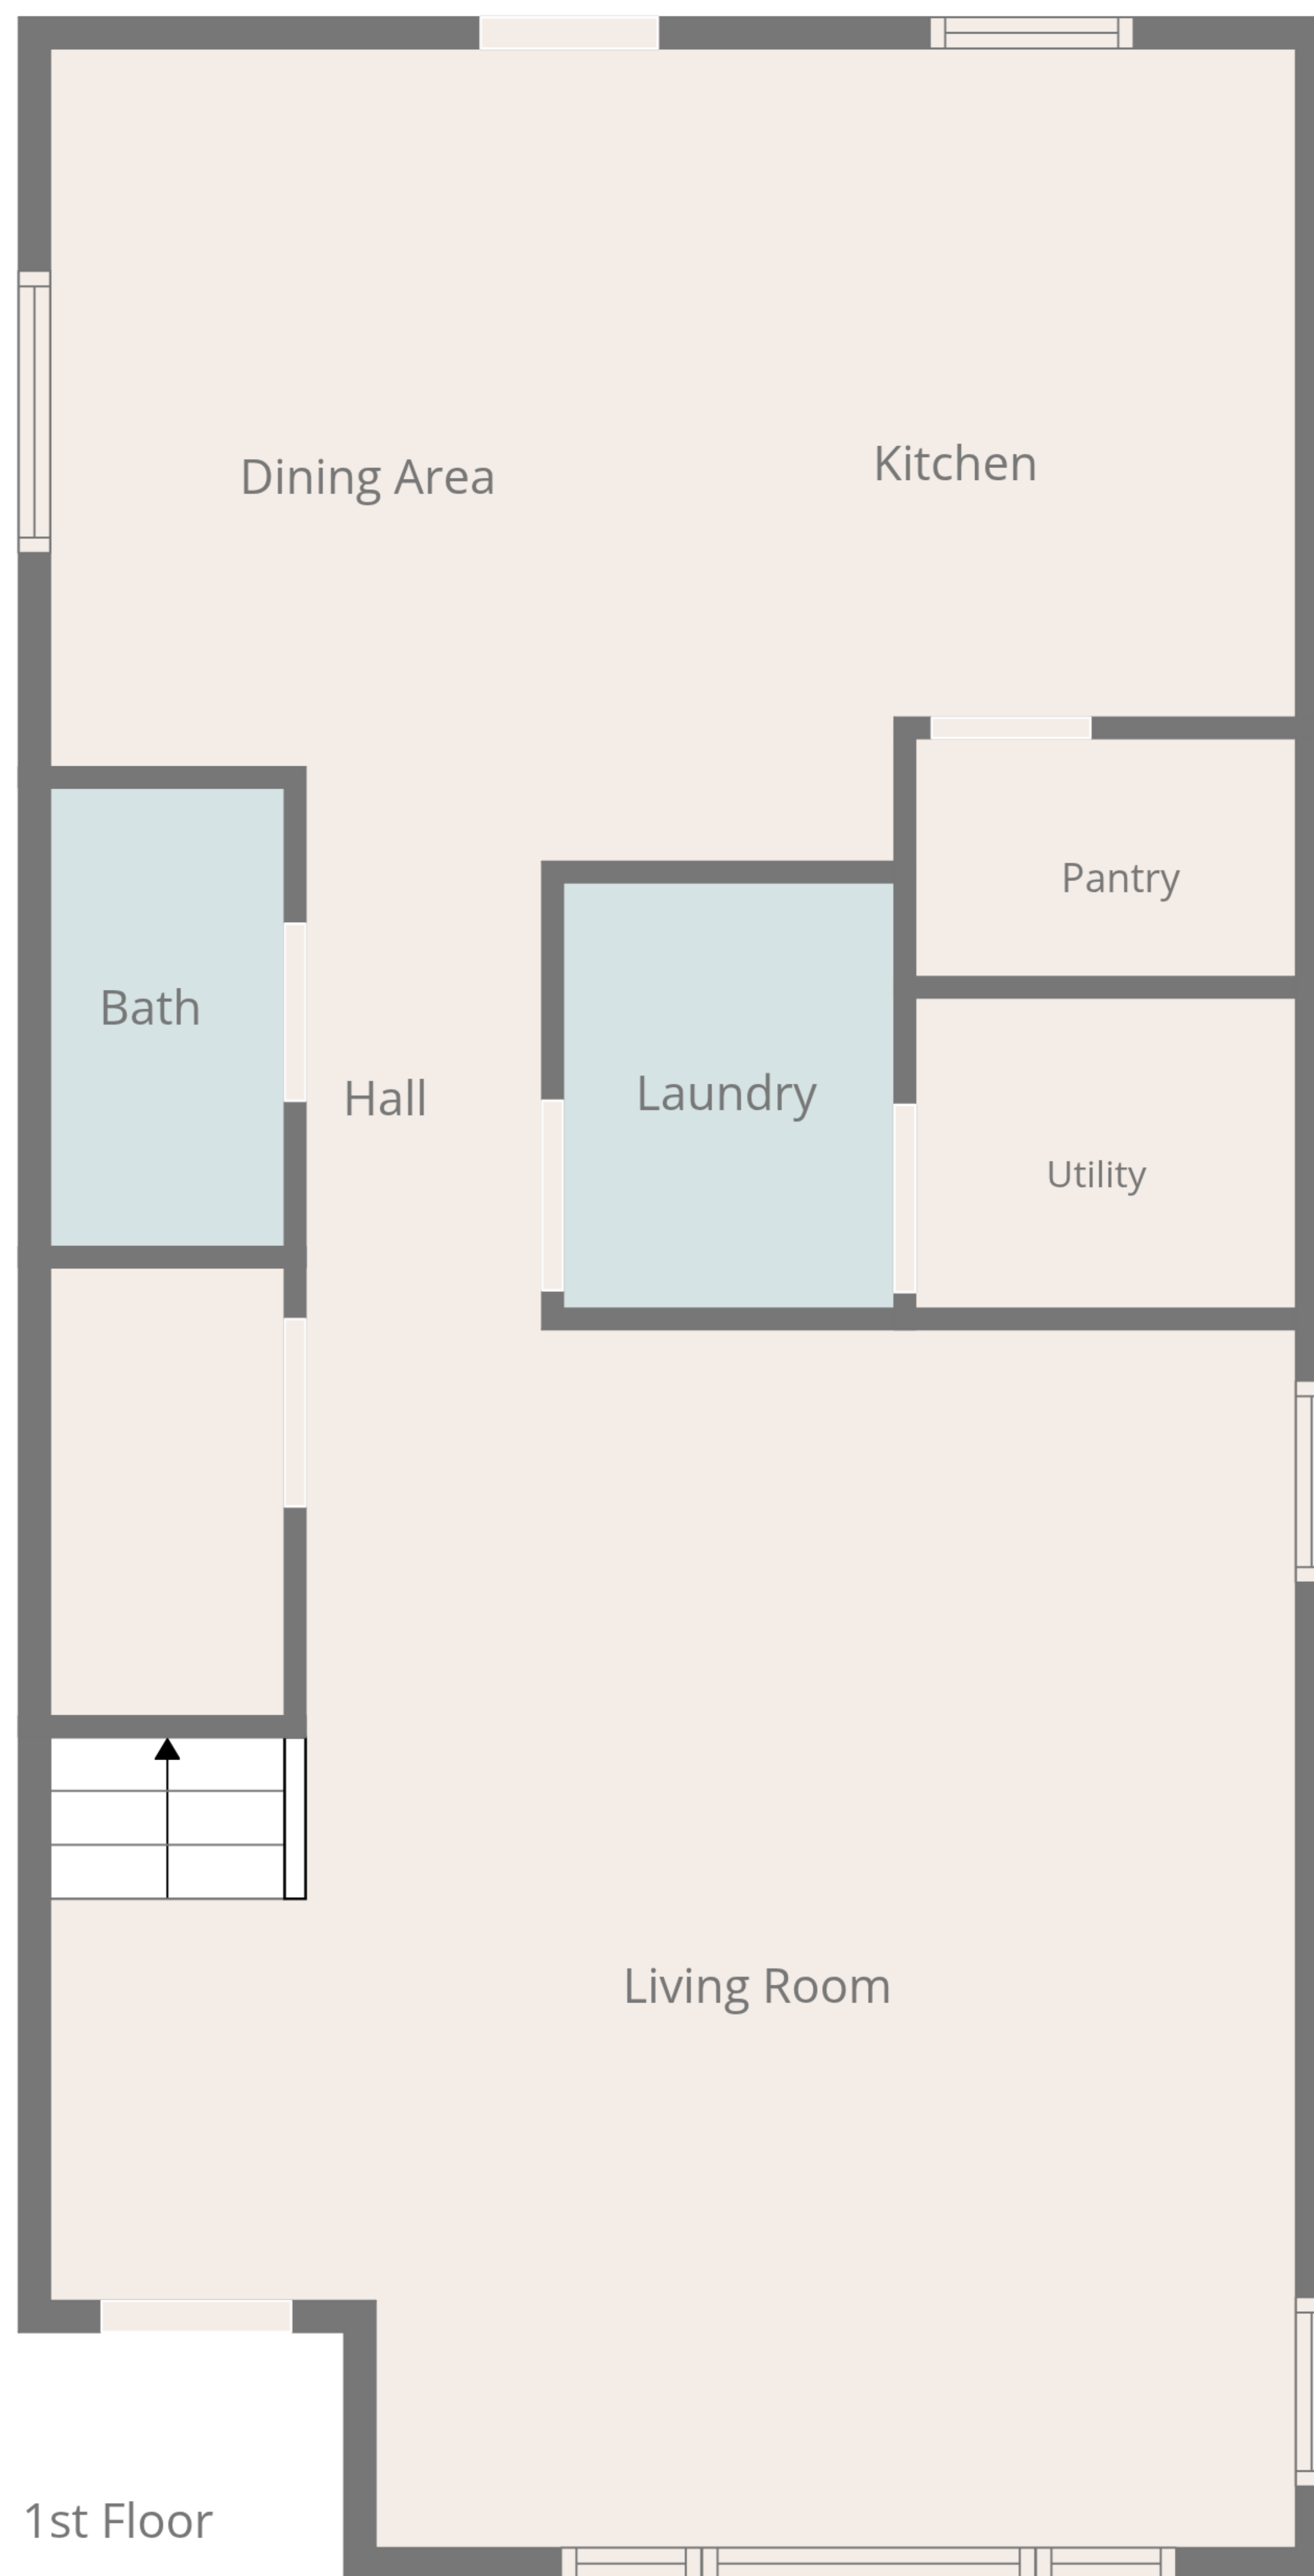 Dining Area
Kitchen
Pantry
Bath
Hall
Laundry
Utility
Living Room
1st Floor